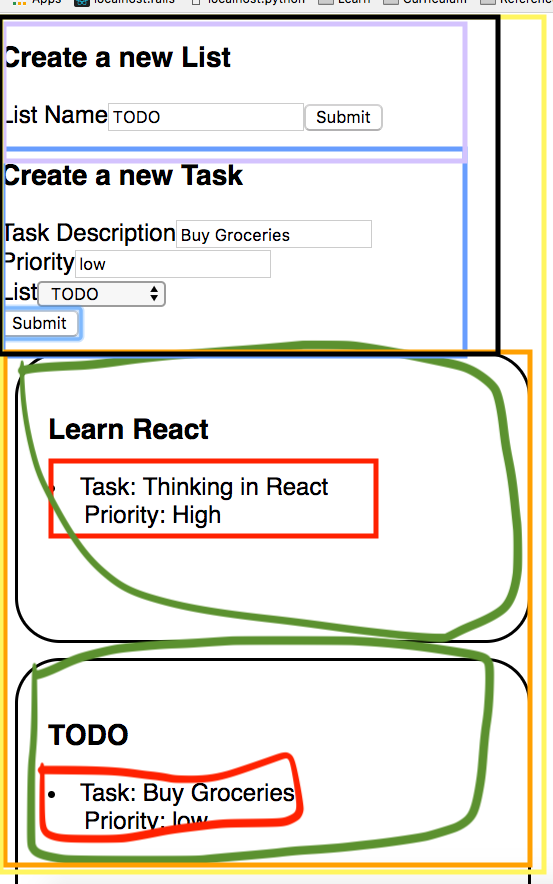 Apps localhost:rails localhost:python Learn Curriculum Reference
Create a new List
List Name TODO Submit
Create a new Task
Task Description Buy Groceries
Priority low
List TODO
Submit
Learn React
Task: Thinking in React
Priority: High
TODO
Task: Buy Groceries
Priority: low